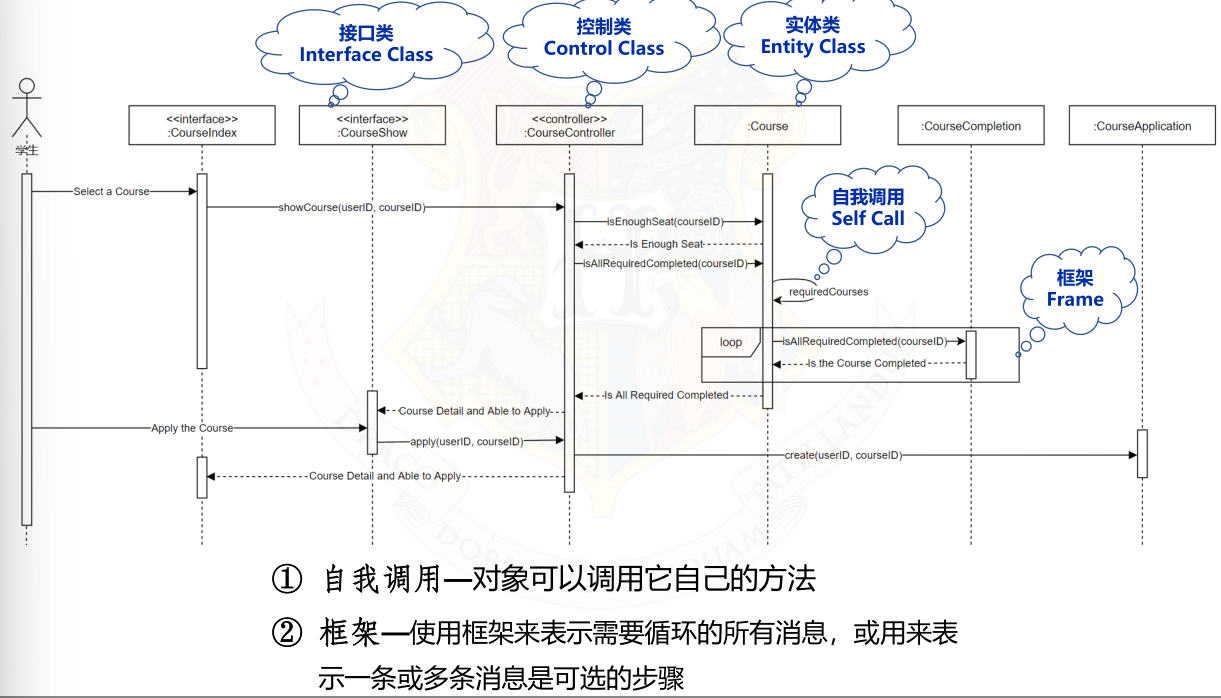 接口类
Interface Class
控制类
Control Class
实体类
Entity Class
<<interface>>
:CourseIndex
<<interface>>
:CourseShow
<<controller>>
:CourseController
:Course
:CourseCompletion
:CourseApplication
学生
Select a Course
showCourse(userID, courseID)
isEnoughSeat(courseID)
Is Enough Seat
isAllRequiredCompleted(courseID)
自我调用
Self Call
requiredCourses
框架
Frame
loop
isAllRequiredCompleted(courseID)
Is the Course Completed
Is All Required Completed
Course Detail and Able to Apply
Apply the Course
apply(userID, courseID)
create(userID, courseID)
Course Detail and Able to Apply
① 自我调用—对象可以调用它自己的方法
② 框架—使用框架来表示需要循环的所有消息，或用来表
示一条或多条消息是可选的步骤